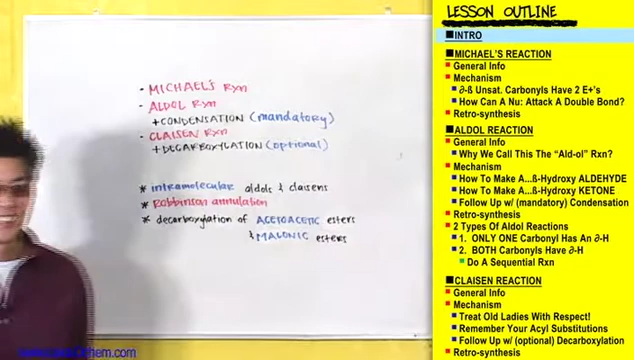 - MICHAEL'S Rxn
- ALDOL Rxn
+CONDENSATION (mandatory)
- CLAISEN Rxn
+DECARBOXYLATION (optional)
* intramolecular aldols & claisens
* Robbinson annulation
* decarboxylation of ACETOACETIC esters
& MALONIC esters
LESSON OUTLINE
INTRO
MICHAEL'S REACTION
General Info
Mechanism
∂-ß Unsat. Carbonyls Have 2 E+'s
How Can A Nu: Attack A Double Bond?
Retro-synthesis
ALDOL REACTION
General Info
Why We Call This The "Ald-ol" Rxn?
Mechanism
How To Make A...ß-Hydroxy ALDEHYDE
How To Make A...ß-Hydroxy KETONE
Follow Up w/ (mandatory) Condensation
Retro-synthesis
2 Types Of Aldol Reactions
1. ONLY ONE Carbonyl Has An ∂-H
2. BOTH Carbonyls Have ∂-H
Do A Sequential Rxn
CLAISEN REACTION
General Info
Mechanism
Treat Old Ladies With Respect!
Remember Your Acyl Substitutions
Follow Up w/ (optional) Decarboxylation
Retro-synthesis